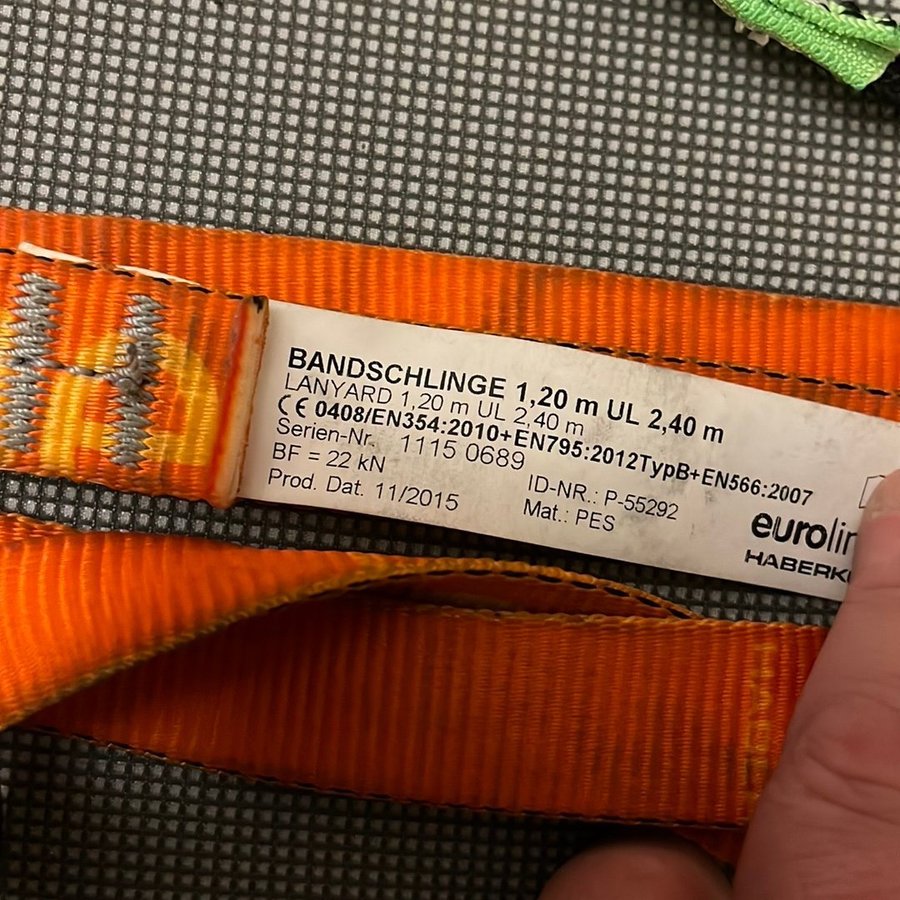 BANDSCHLINGE 1,20 m UL 2,40 m
LANYARD 1,20 m UL 2,40 m
CE 0408/EN354:2010+EN795:2012TypB+EN566:2007
Serien-Nr. 1115 0689
BF = 22 kN
ID-NR.: P-55292
Prod. Dat. 11/2015
Mat.: PES